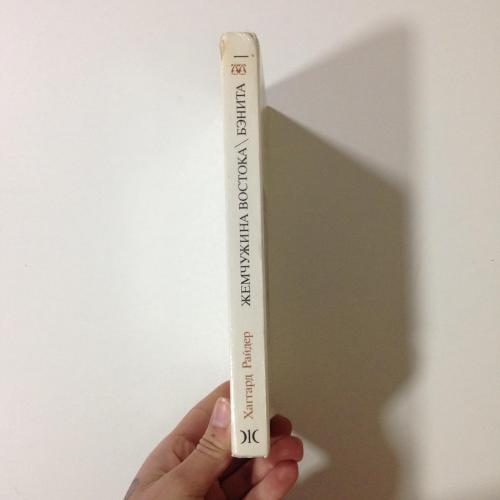 Хаггард Райдер
ЖЕМЧУЖИНА ВОСТОКА \ БЭНИТА